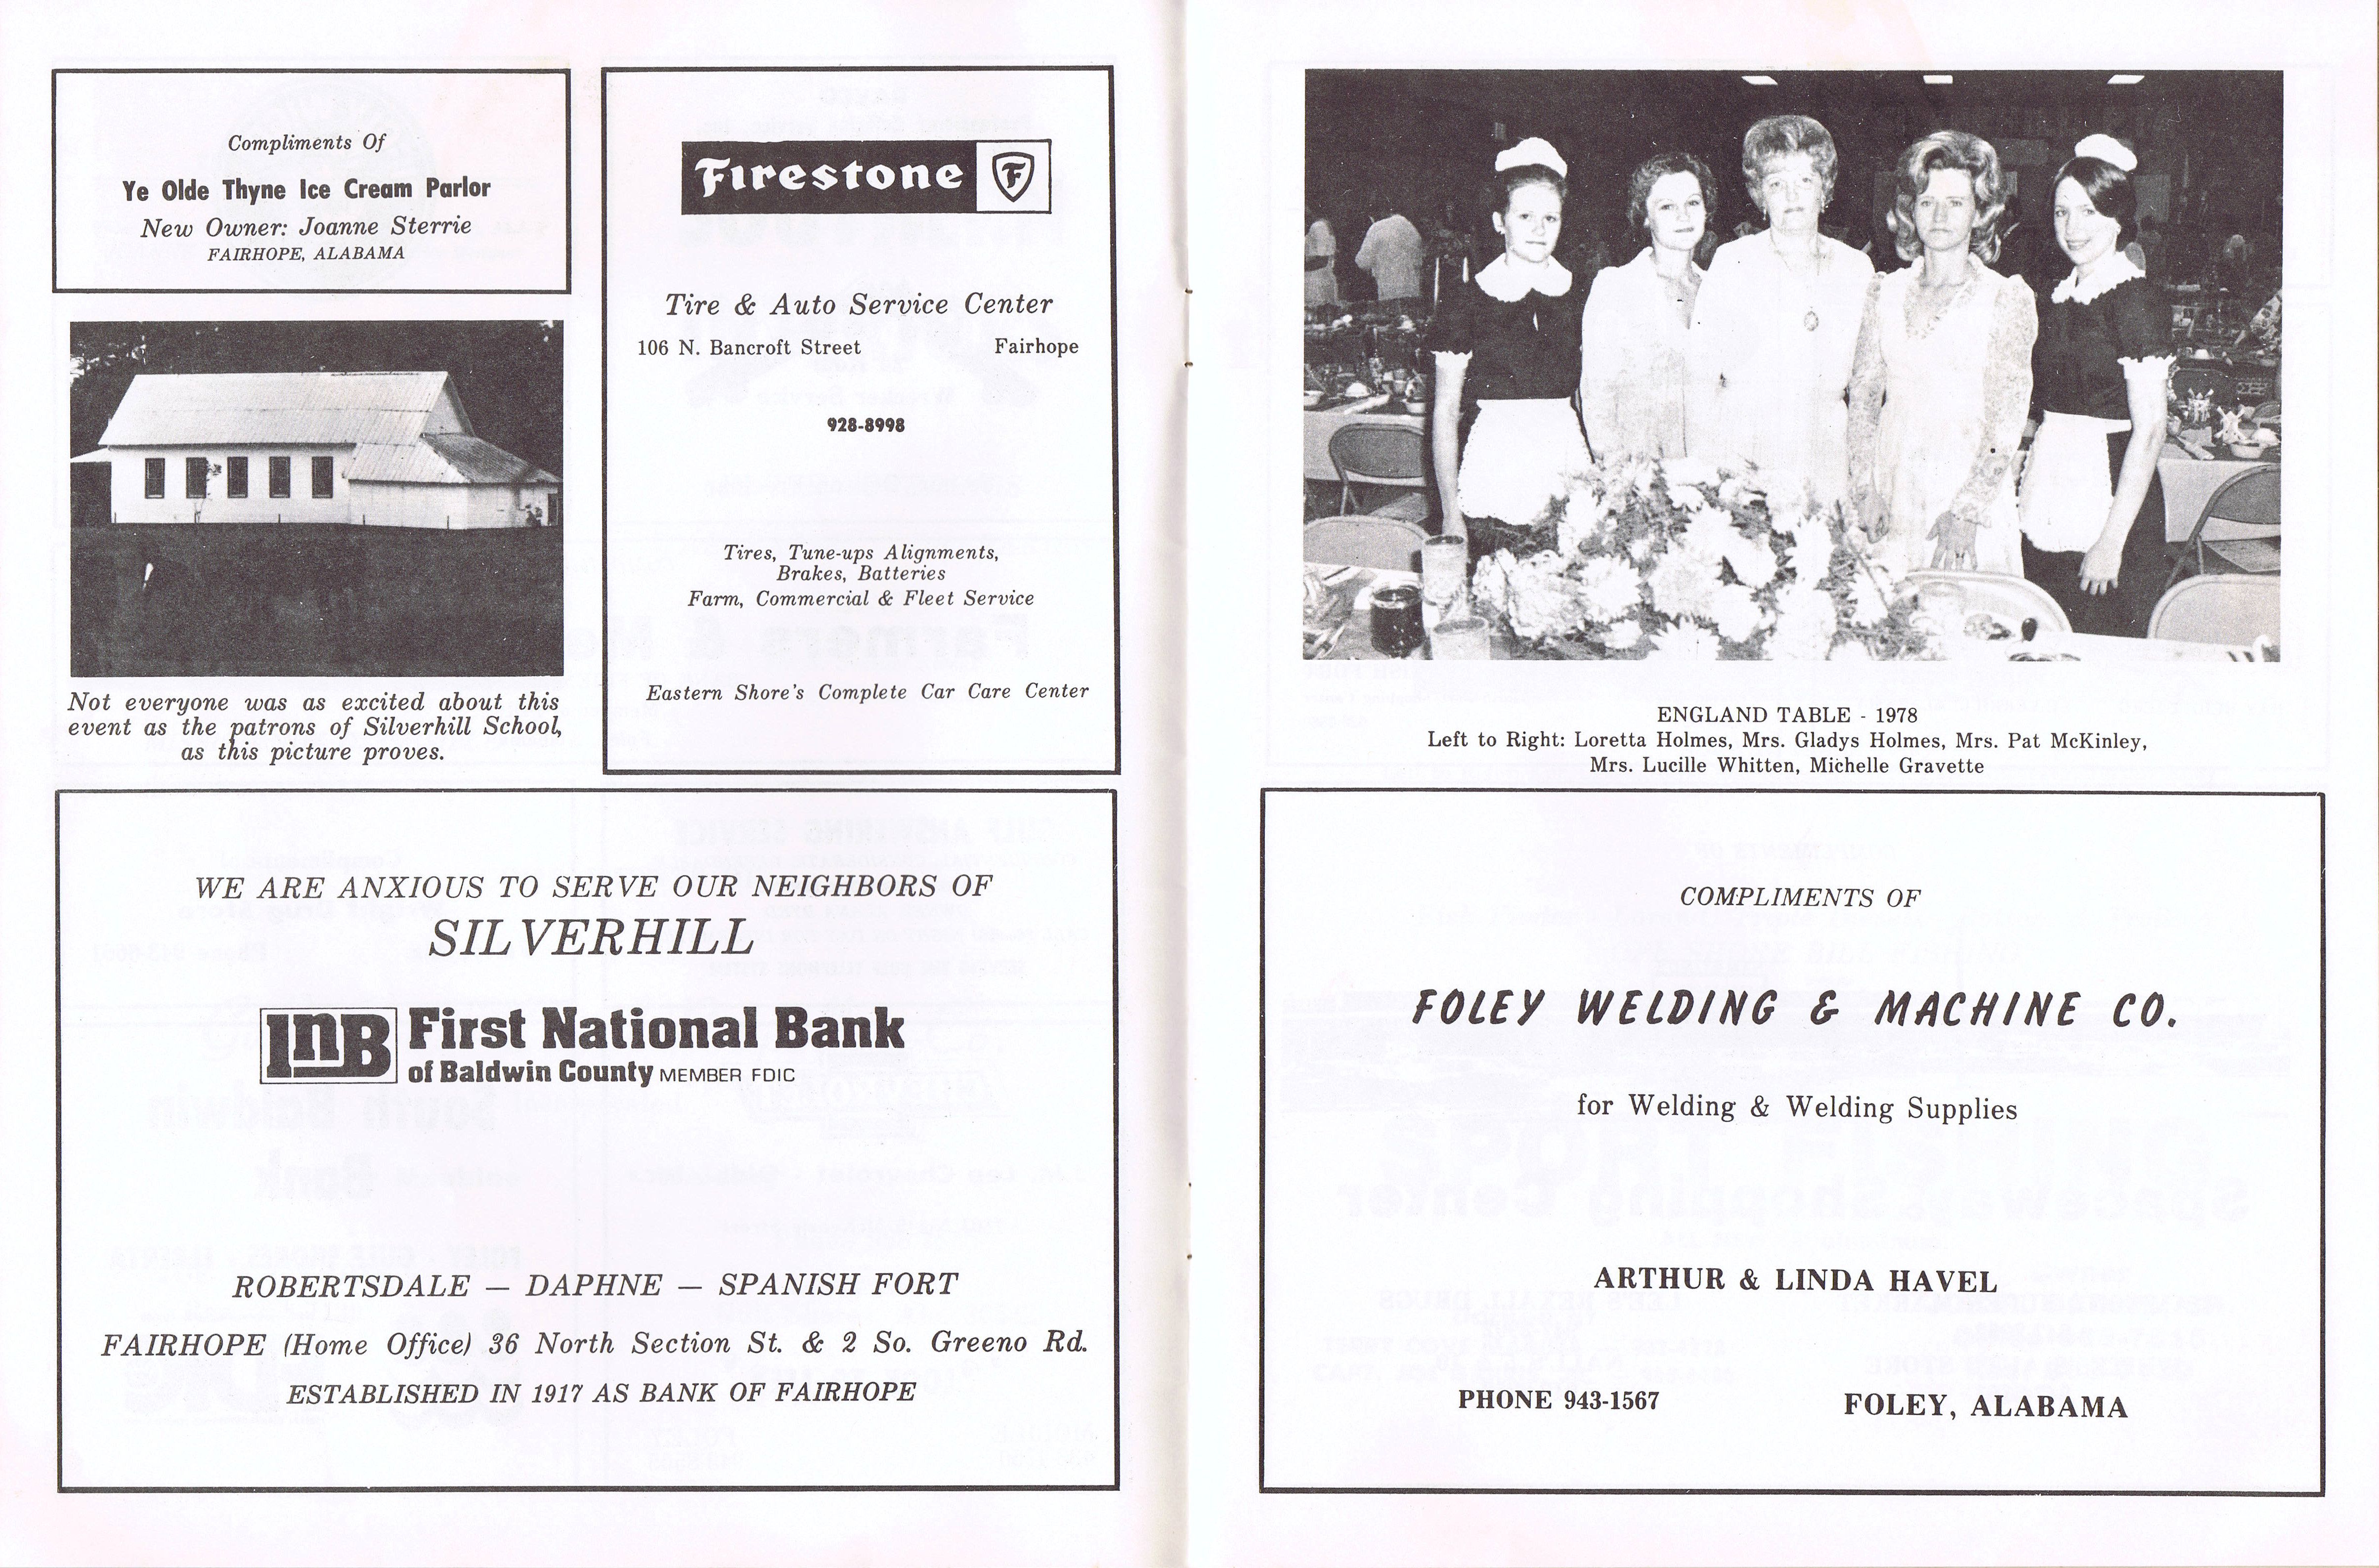 Compliments Of
Ye Olde Thyne Ice Cream Parlor
New Owner: Joanne Sterrie
FAIRHOPE, ALABAMA
Not everyone was as excited about this
event as the patrons of Silverhill School,
as this picture proves.
Firestone F
Tire & Auto Service Center
106 N. Bancroft Street Fairhope
928-8998
Tires, Tune-ups Alignments,
Brakes, Batteries
Farm, Commercial & Fleet Service
Eastern Shore's Complete Car Care Center
WE ARE ANXIOUS TO SERVE OUR NEIGHBORS OF
SILVERHILL
1nB First National Bank
of Baldwin County MEMBER FDIC
ROBERTSDALE — DAPHNE — SPANISH FORT
FAIRHOPE (Home Office) 36 North Section St. & 2 So. Greeno Rd.
ESTABLISHED IN 1917 AS BANK OF FAIRHOPE
ENGLAND TABLE - 1978
Left to Right: Loretta Holmes, Mrs. Gladys Holmes, Mrs. Pat McKinley,
Mrs. Lucille Whitten, Michelle Gravette
COMPLIMENTS OF
FOLEY WELDING & MACHINE CO.
for Welding & Welding Supplies
ARTHUR & LINDA HAVEL
PHONE 943-1567 FOLEY, ALABAMA